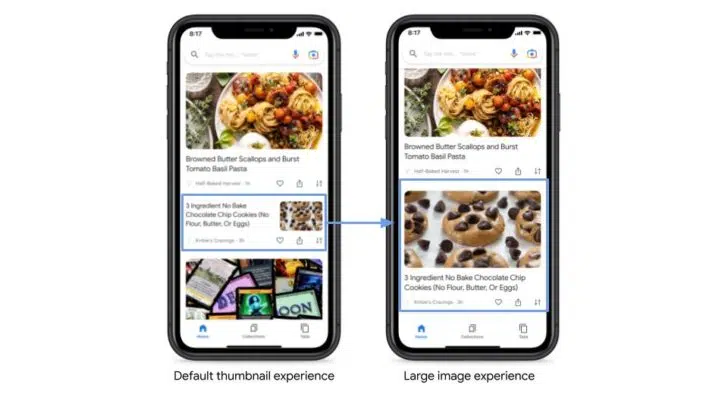 8:17
Browned Butter Scallops and Burst
Tomato Basil Pasta
Half-Baked Harvest · 1h
3 Ingredient No Bake
Chocolate Chip Cookies (No
Flour, Butter, Or Eggs)
Kirbie's Cravings · 3h
OON
Home
Collections
Tabs
Default thumbnail experience
8:17
Browned Butter Scallops and Burst
Tomato Basil Pasta
Half-Baked Harvest · 1h
3 Ingredient No Bake Chocolate Chip
Cookies (No Flour, Butter, Or Eggs)
Kirbie's Cravings · 3h
Home
Collections
Tabs
Large image experience